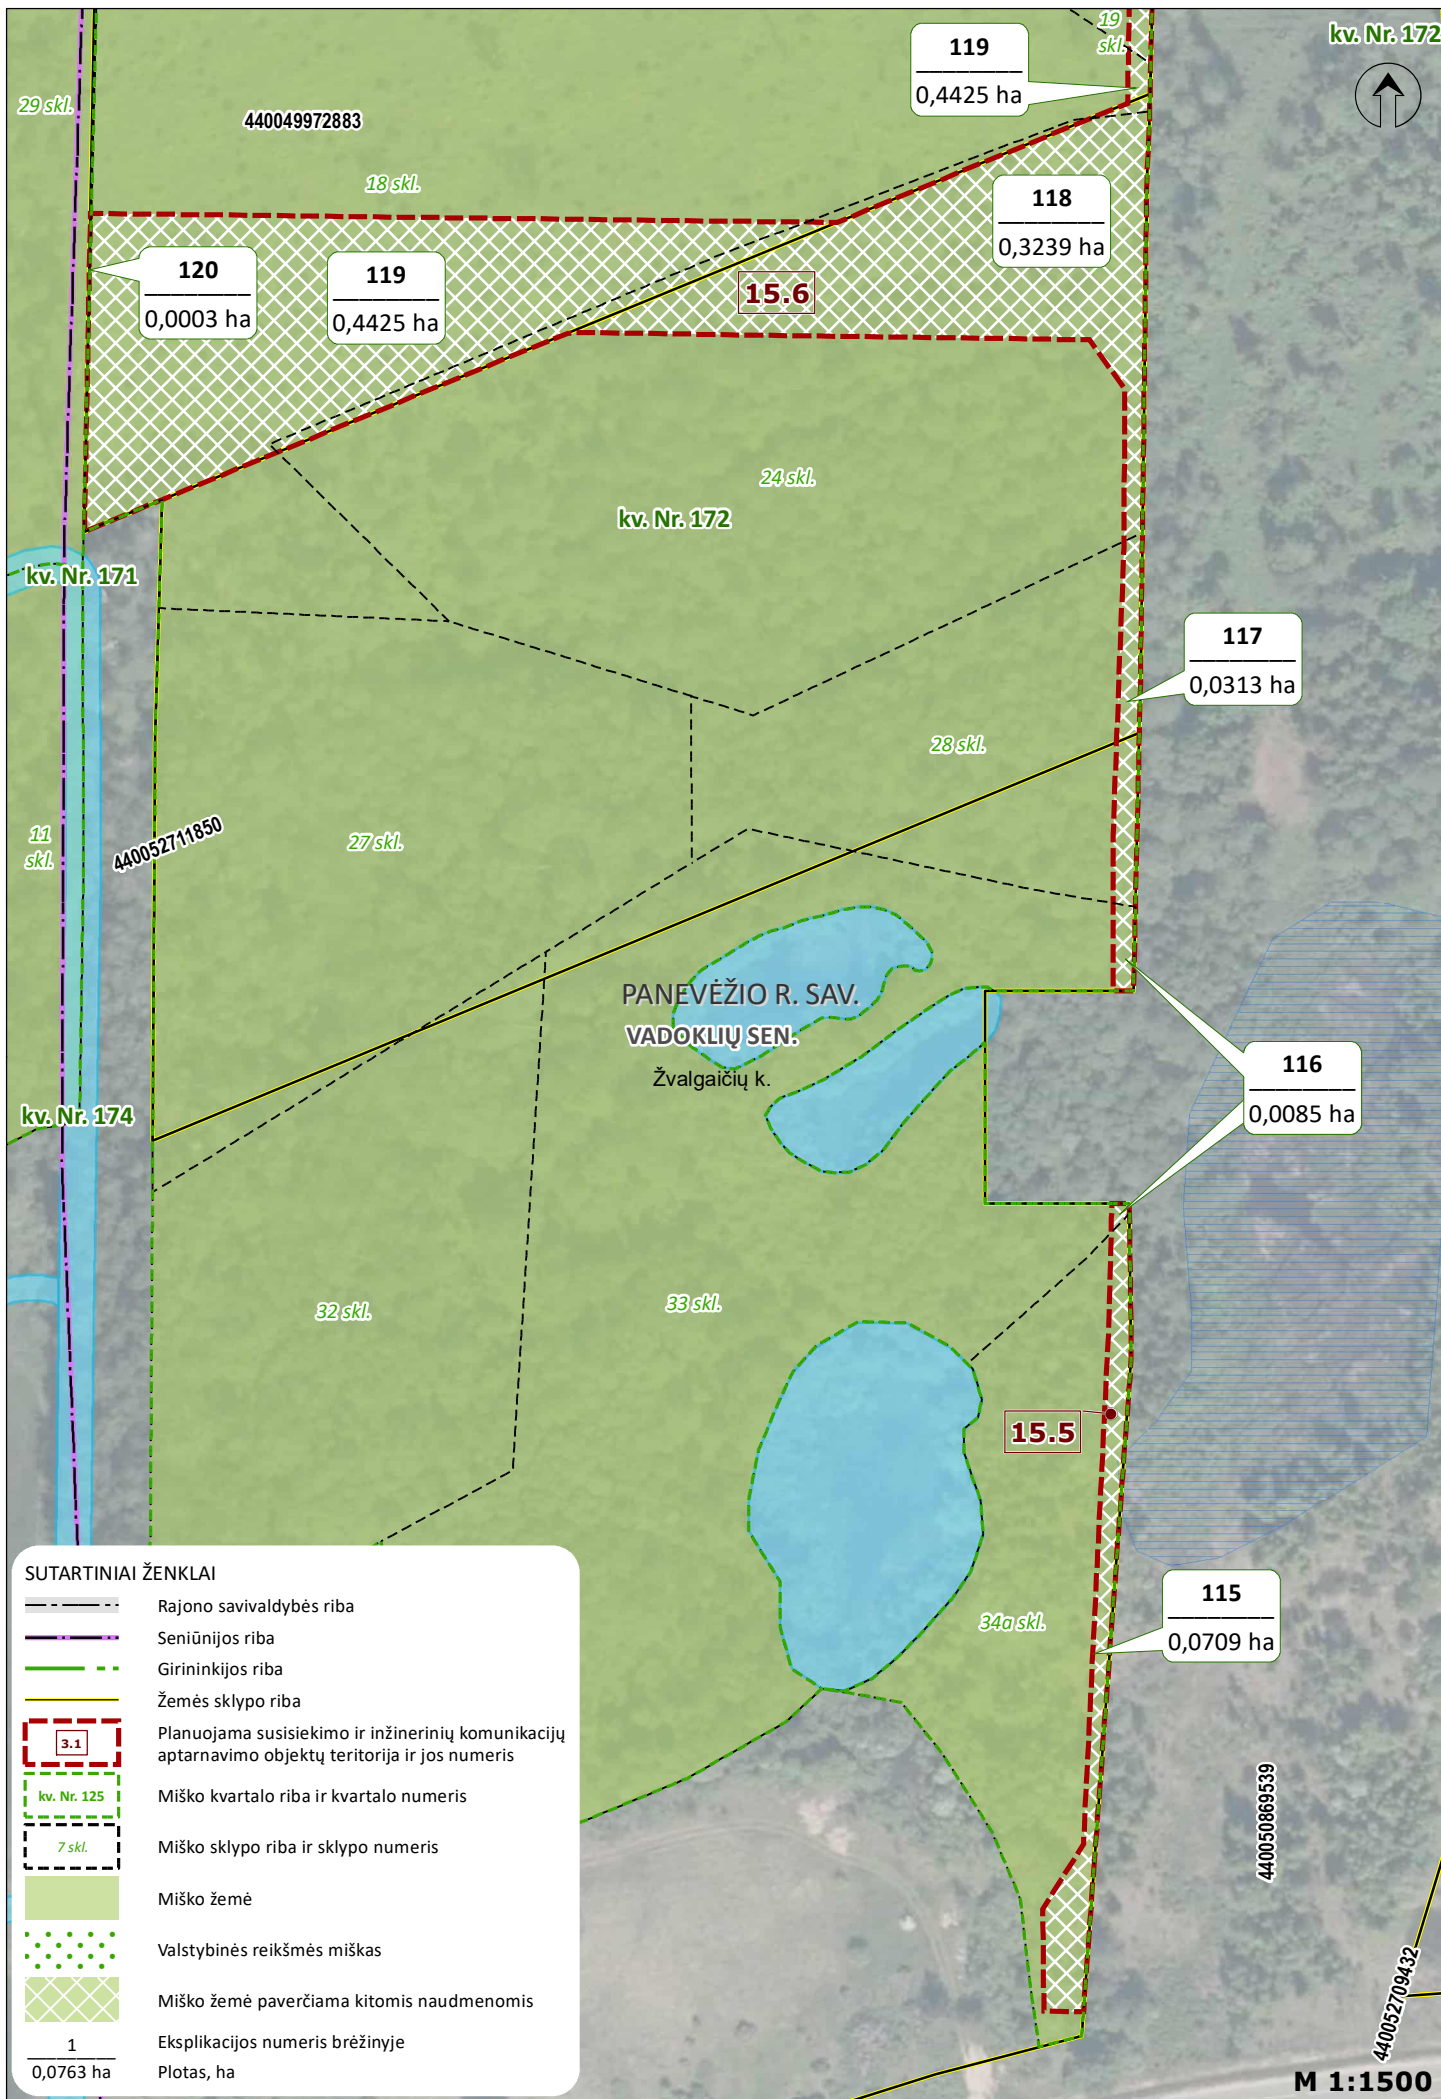 19
skl.
kv. Nr. 172
119
0,4425 ha
29 skl.
440049972883
18 skl.
118
0,3239 ha
120
0,0003 ha
119
0,4425 ha
15.6
24 skl.
kv. Nr. 172
kv. Nr. 171
117
0,0313 ha
28 skl.
11
skl.
440052711850
27 skl.
PANEVĖŽIO R. SAV.
VADOKLIŲ SEN.
Žvalgaičių k.
116
0,0085 ha
kv. Nr. 174
32 skl.
33 skl.
15.5
115
0,0709 ha
34a skl.
440050869539
440052709432
SUTARTINIAI ŽENKLAI
Rajono savivaldybės riba
Seniūnijos riba
Girininkijos riba
Žemės sklypo riba
3.1
Planuojama susisiekimo ir inžinerinių komunikacijų
aptarnavimo objektų teritorija ir jos numeris
kv. Nr. 125
Miško kvartalo riba ir kvartalo numeris
7 skl.
Miško sklypo riba ir sklypo numeris
Miško žemė
Valstybinės reikšmės miškas
Miško žemė paverčiama kitomis naudmenomis
1
Eksplikacijos numeris brėžinyje
0,0763 ha
Plotas, ha
M 1:1500